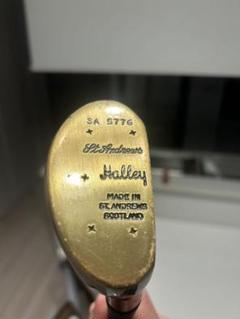 SA 5776
St Andrews
Halley
MADE IN
ST. ANDREWS
SCOTLAND